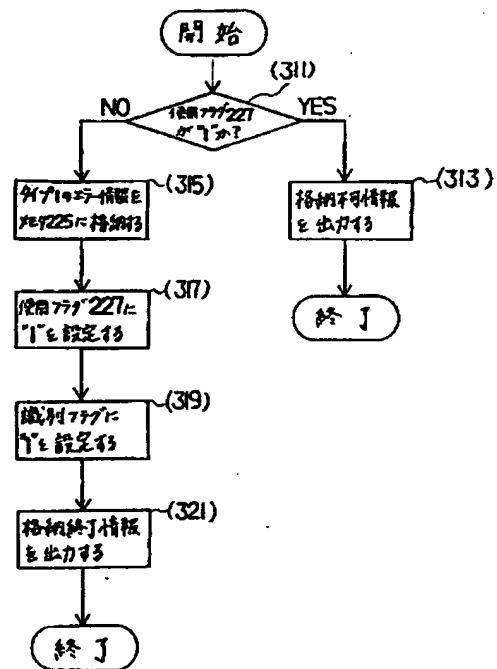 開始
(311)
使用フラグ227
が"1"か?
NO
YES
(315)
タイプ1のエラー情報を
メモリ225に格納する
(313)
格納不可情報
を出力する
終了
(317)
使用フラグ227に
"1"を設定する
(319)
識別フラグに
"1"を設定する
(321)
格納終了情報
を出力する
終了